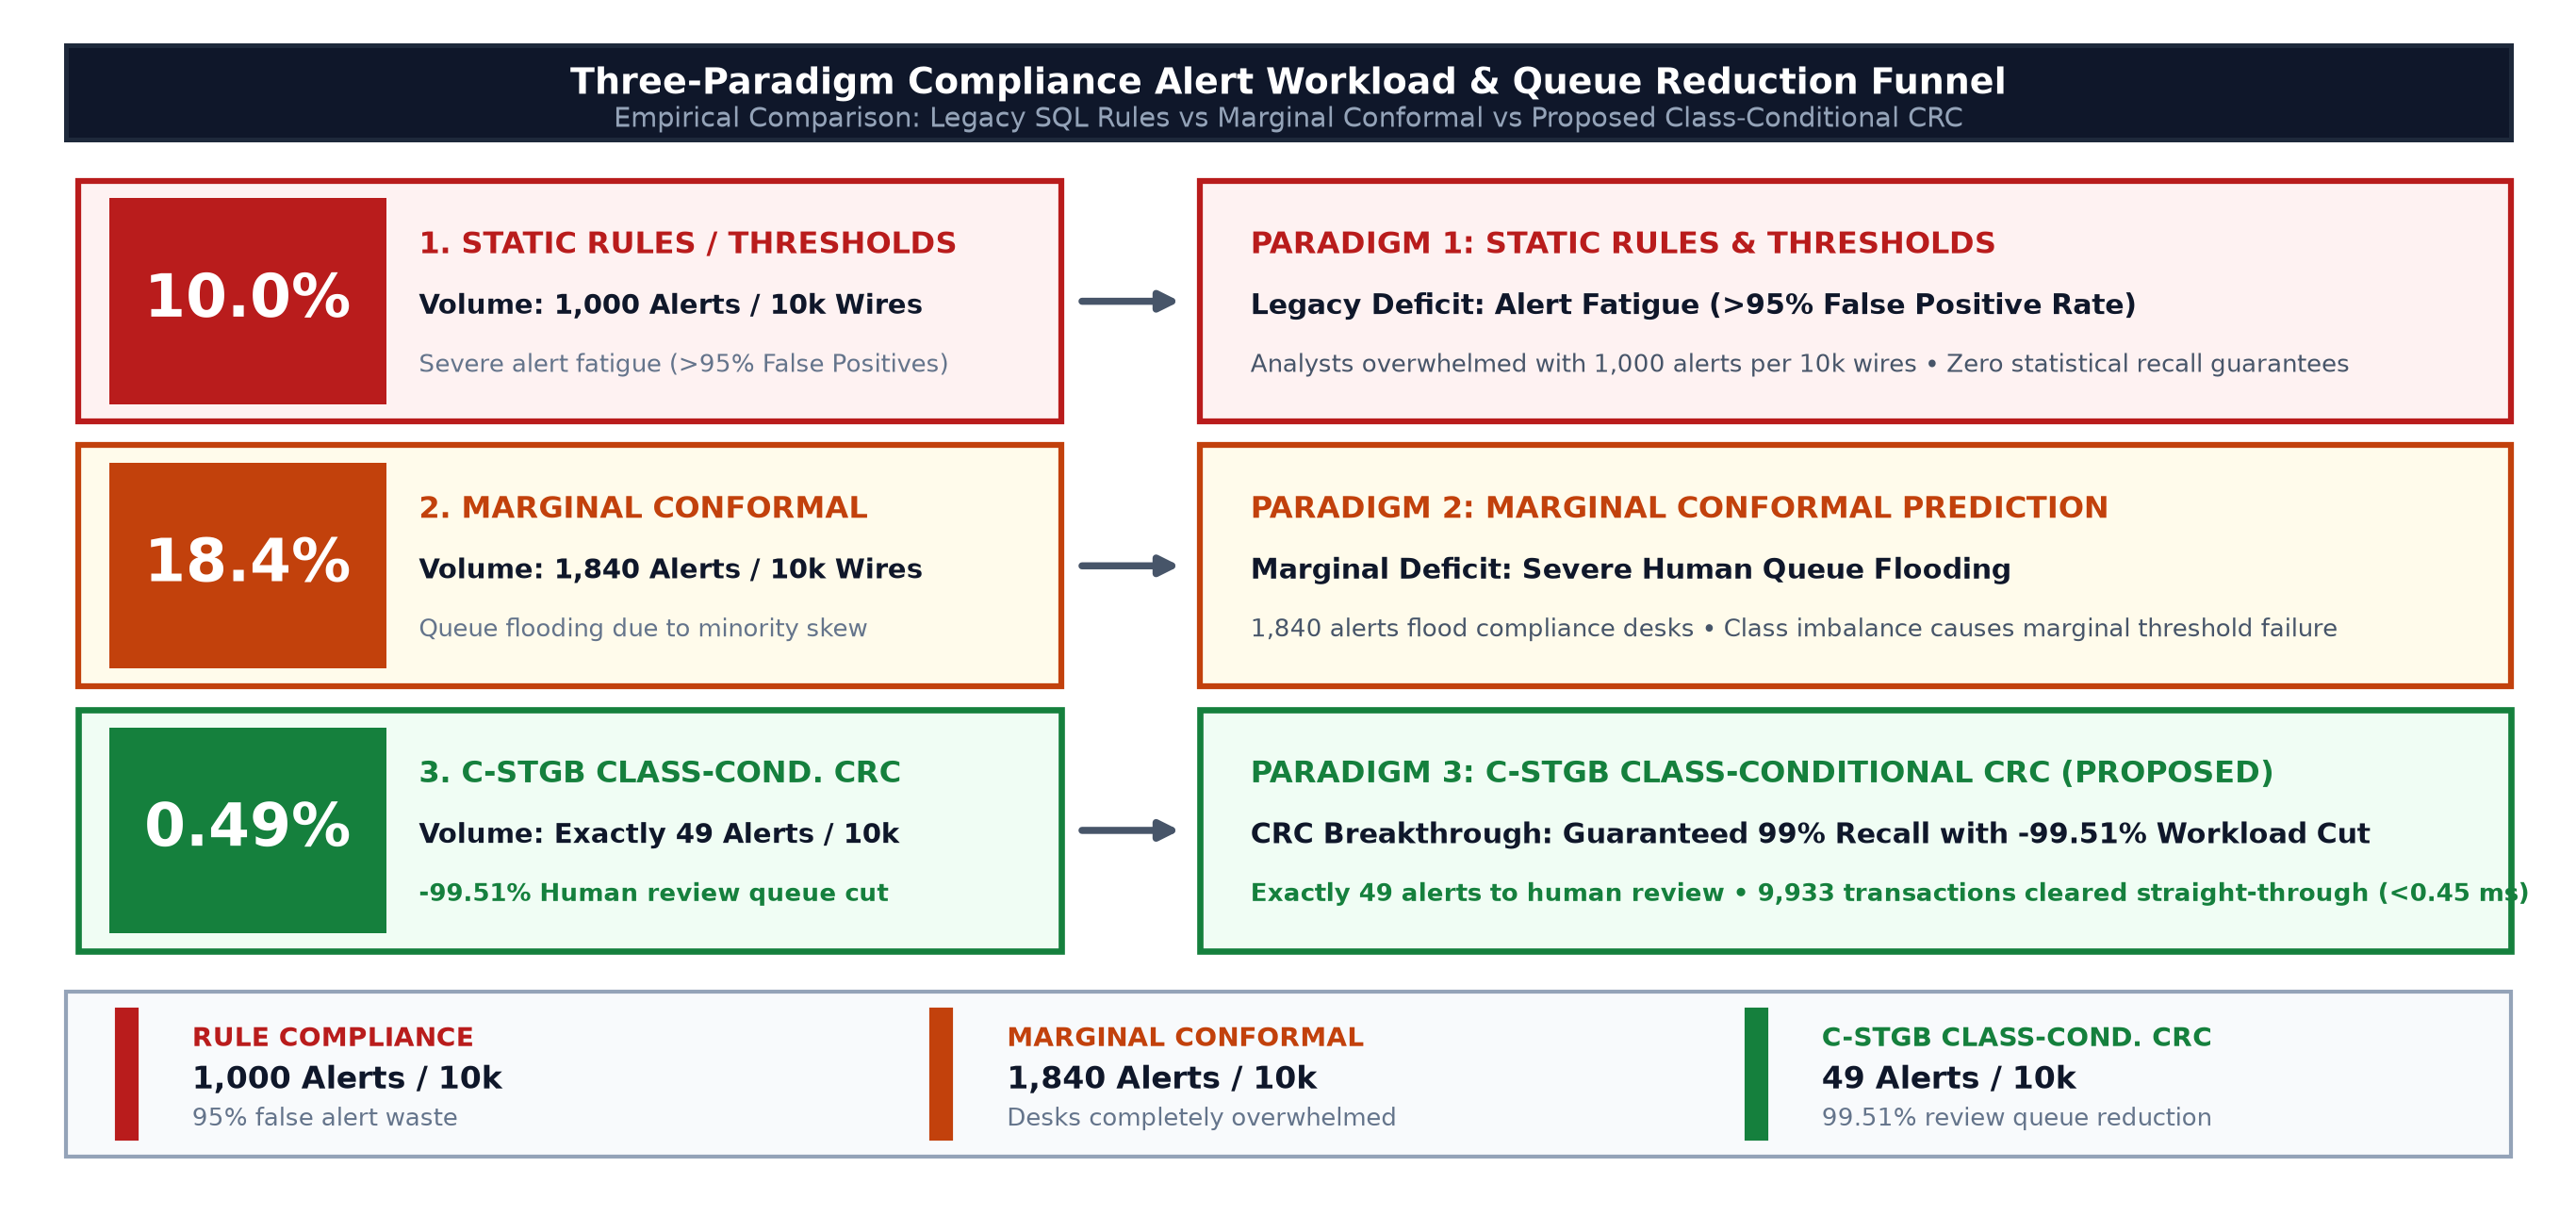 Three-Paradigm Compliance Alert Workload & Queue Reduction Funnel
Empirical Comparison: Legacy SQL Rules vs Marginal Conformal vs Proposed Class-Conditional CRC
10.0%
1. STATIC RULES / THRESHOLDS
Volume: 1,000 Alerts / 10k Wires
Severe alert fatigue (>95% False Positives)
PARADIGM 1: STATIC RULES & THRESHOLDS
Legacy Deficit: Alert Fatigue (>95% False Positive Rate)
Analysts overwhelmed with 1,000 alerts per 10k wires • Zero statistical recall guarantees
18.4%
2. MARGINAL CONFORMAL
Volume: 1,840 Alerts / 10k Wires
Queue flooding due to minority skew
PARADIGM 2: MARGINAL CONFORMAL PREDICTION
Marginal Deficit: Severe Human Queue Flooding
1,840 alerts flood compliance desks • Class imbalance causes marginal threshold failure
0.49%
3. C-STGB CLASS-COND. CRC
Volume: Exactly 49 Alerts / 10k
-99.51% Human review queue cut
PARADIGM 3: C-STGB CLASS-CONDITIONAL CRC (PROPOSED)
CRC Breakthrough: Guaranteed 99% Recall with -99.51% Workload Cut
Exactly 49 alerts to human review • 9,933 transactions cleared straight-through (<0.45 ms)
RULE COMPLIANCE
1,000 Alerts / 10k
95% false alert waste
MARGINAL CONFORMAL
1,840 Alerts / 10k
Desks completely overwhelmed
C-STGB CLASS-COND. CRC
49 Alerts / 10k
99.51% review queue reduction